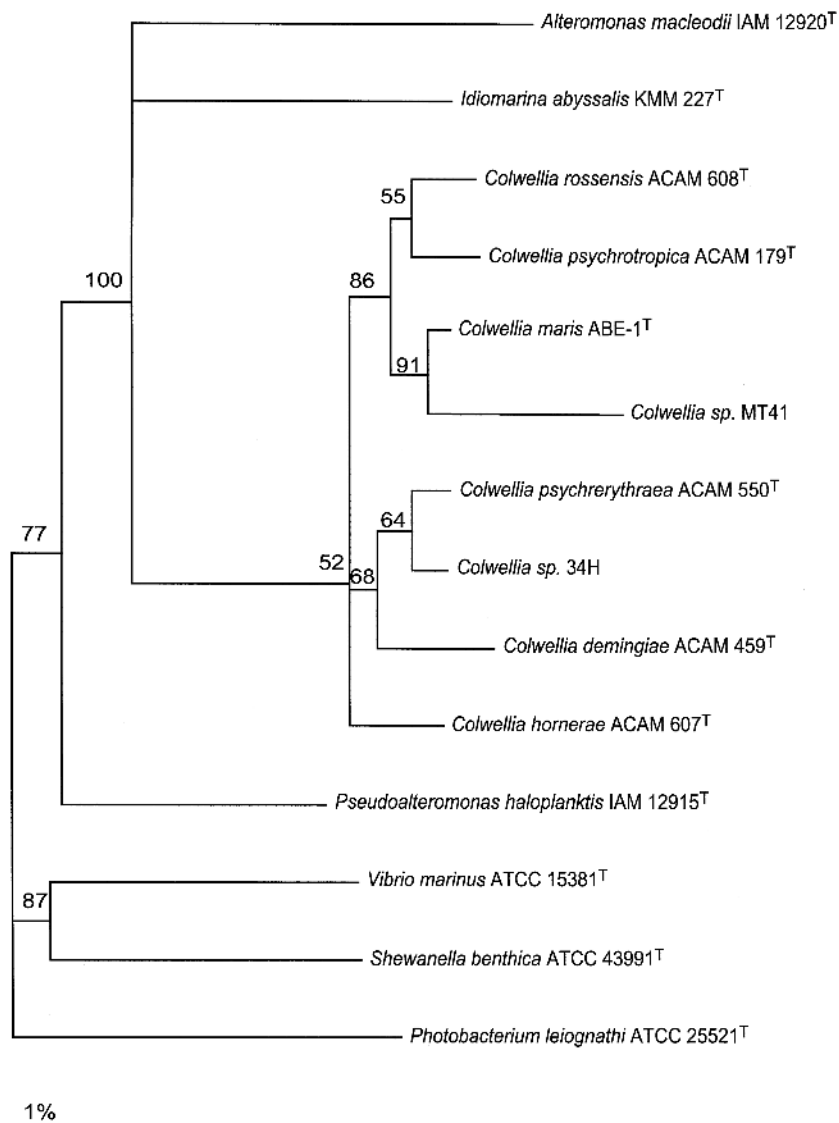 Alteromonas macleodii IAM 12920T
Idiomarina abyssalis KMM 227T
Colwellia rossensis ACAM 608T
55
Colwellia psychrotropica ACAM 179T
100
86
Colwellia maris ABE-1T
91
Colwellia sp. MT41
Colwellia psychrerythraea ACAM 550T
64
77
52
68
Colwellia sp. 34H
Colwellia demingiae ACAM 459T
Colwellia hornerae ACAM 607T
Pseudoalteromonas haloplanktis IAM 12915T
Vibrio marinus ATCC 15381T
87
Shewanella benthica ATCC 43991T
Photobacterium leiognathi ATCC 25521T
1%